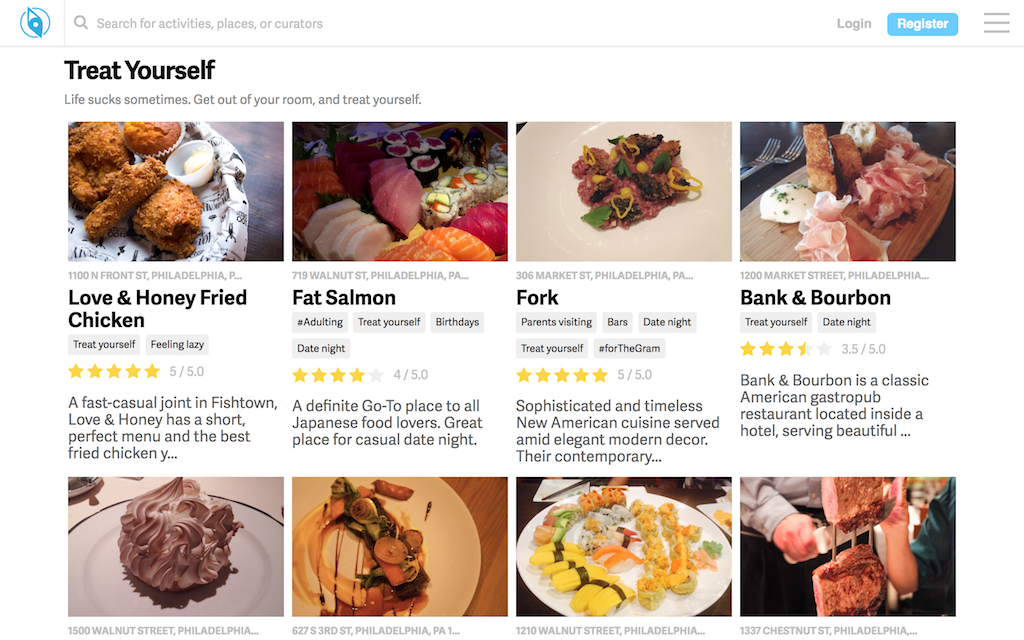 Search for activities, places, or curators
Login
Register
Treat Yourself
Life sucks sometimes. Get out of your room, and treat yourself.
1100 N FRONT ST, PHILADELPHIA, P...
Love & Honey Fried
Chicken
Treat yourself
Feeling lazy
5 / 5.0
A fast-casual joint in Fishtown,
Love & Honey has a short,
perfect menu and the best
fried chicken y...
719 WALNUT ST, PHILADELPHIA, PA...
Fat Salmon
#Adulting
Treat yourself
Birthdays
Date night
4 / 5.0
A definite Go-To place to all
Japanese food lovers. Great
place for casual date night.
306 MARKET ST, PHILADELPHIA, PA...
Fork
Parents visiting
Bars
Date night
Treat yourself
#forTheGram
5 / 5.0
Sophisticated and timeless
New American cuisine served
amid elegant modern decor.
Their contemporary...
1200 MARKET STREET, PHILADELPHIA...
Bank & Bourbon
Treat yourself
Date night
3.5 / 5.0
Bank & Bourbon is a classic
American gastropub
restaurant located inside a
hotel, serving beautiful ...
1500 WALNUT STREET, PHILADELPHIA...
627 S 3RD ST, PHILADELPHIA, PA 1...
1210 WALNUT STREET, PHILADELPHIA...
1337 CHESTNUT ST, PHILADELPHIA,...